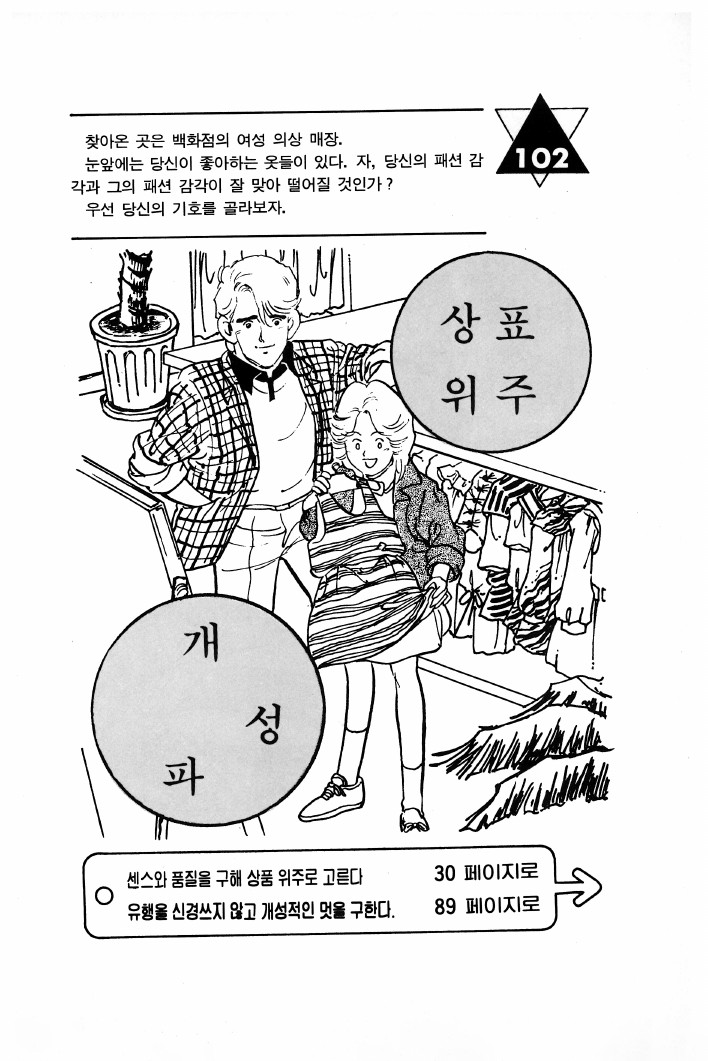 찾아온 곳은 백화점의 여성 의상 매장.
눈앞에는 당신이 좋아하는 옷들이 있다. 자, 당신의 패션 감
각과 그의 패션 감각이 잘 맞아 떨어질 것인가?
우선 당신의 기호를 골라보자.
102
상표
위주
개
성
파
센스와 품질을 구해 상품 위주로 고른다 30 페이지로
유행을 신경쓰지 않고 개성적인 멋을 구한다. 89 페이지로